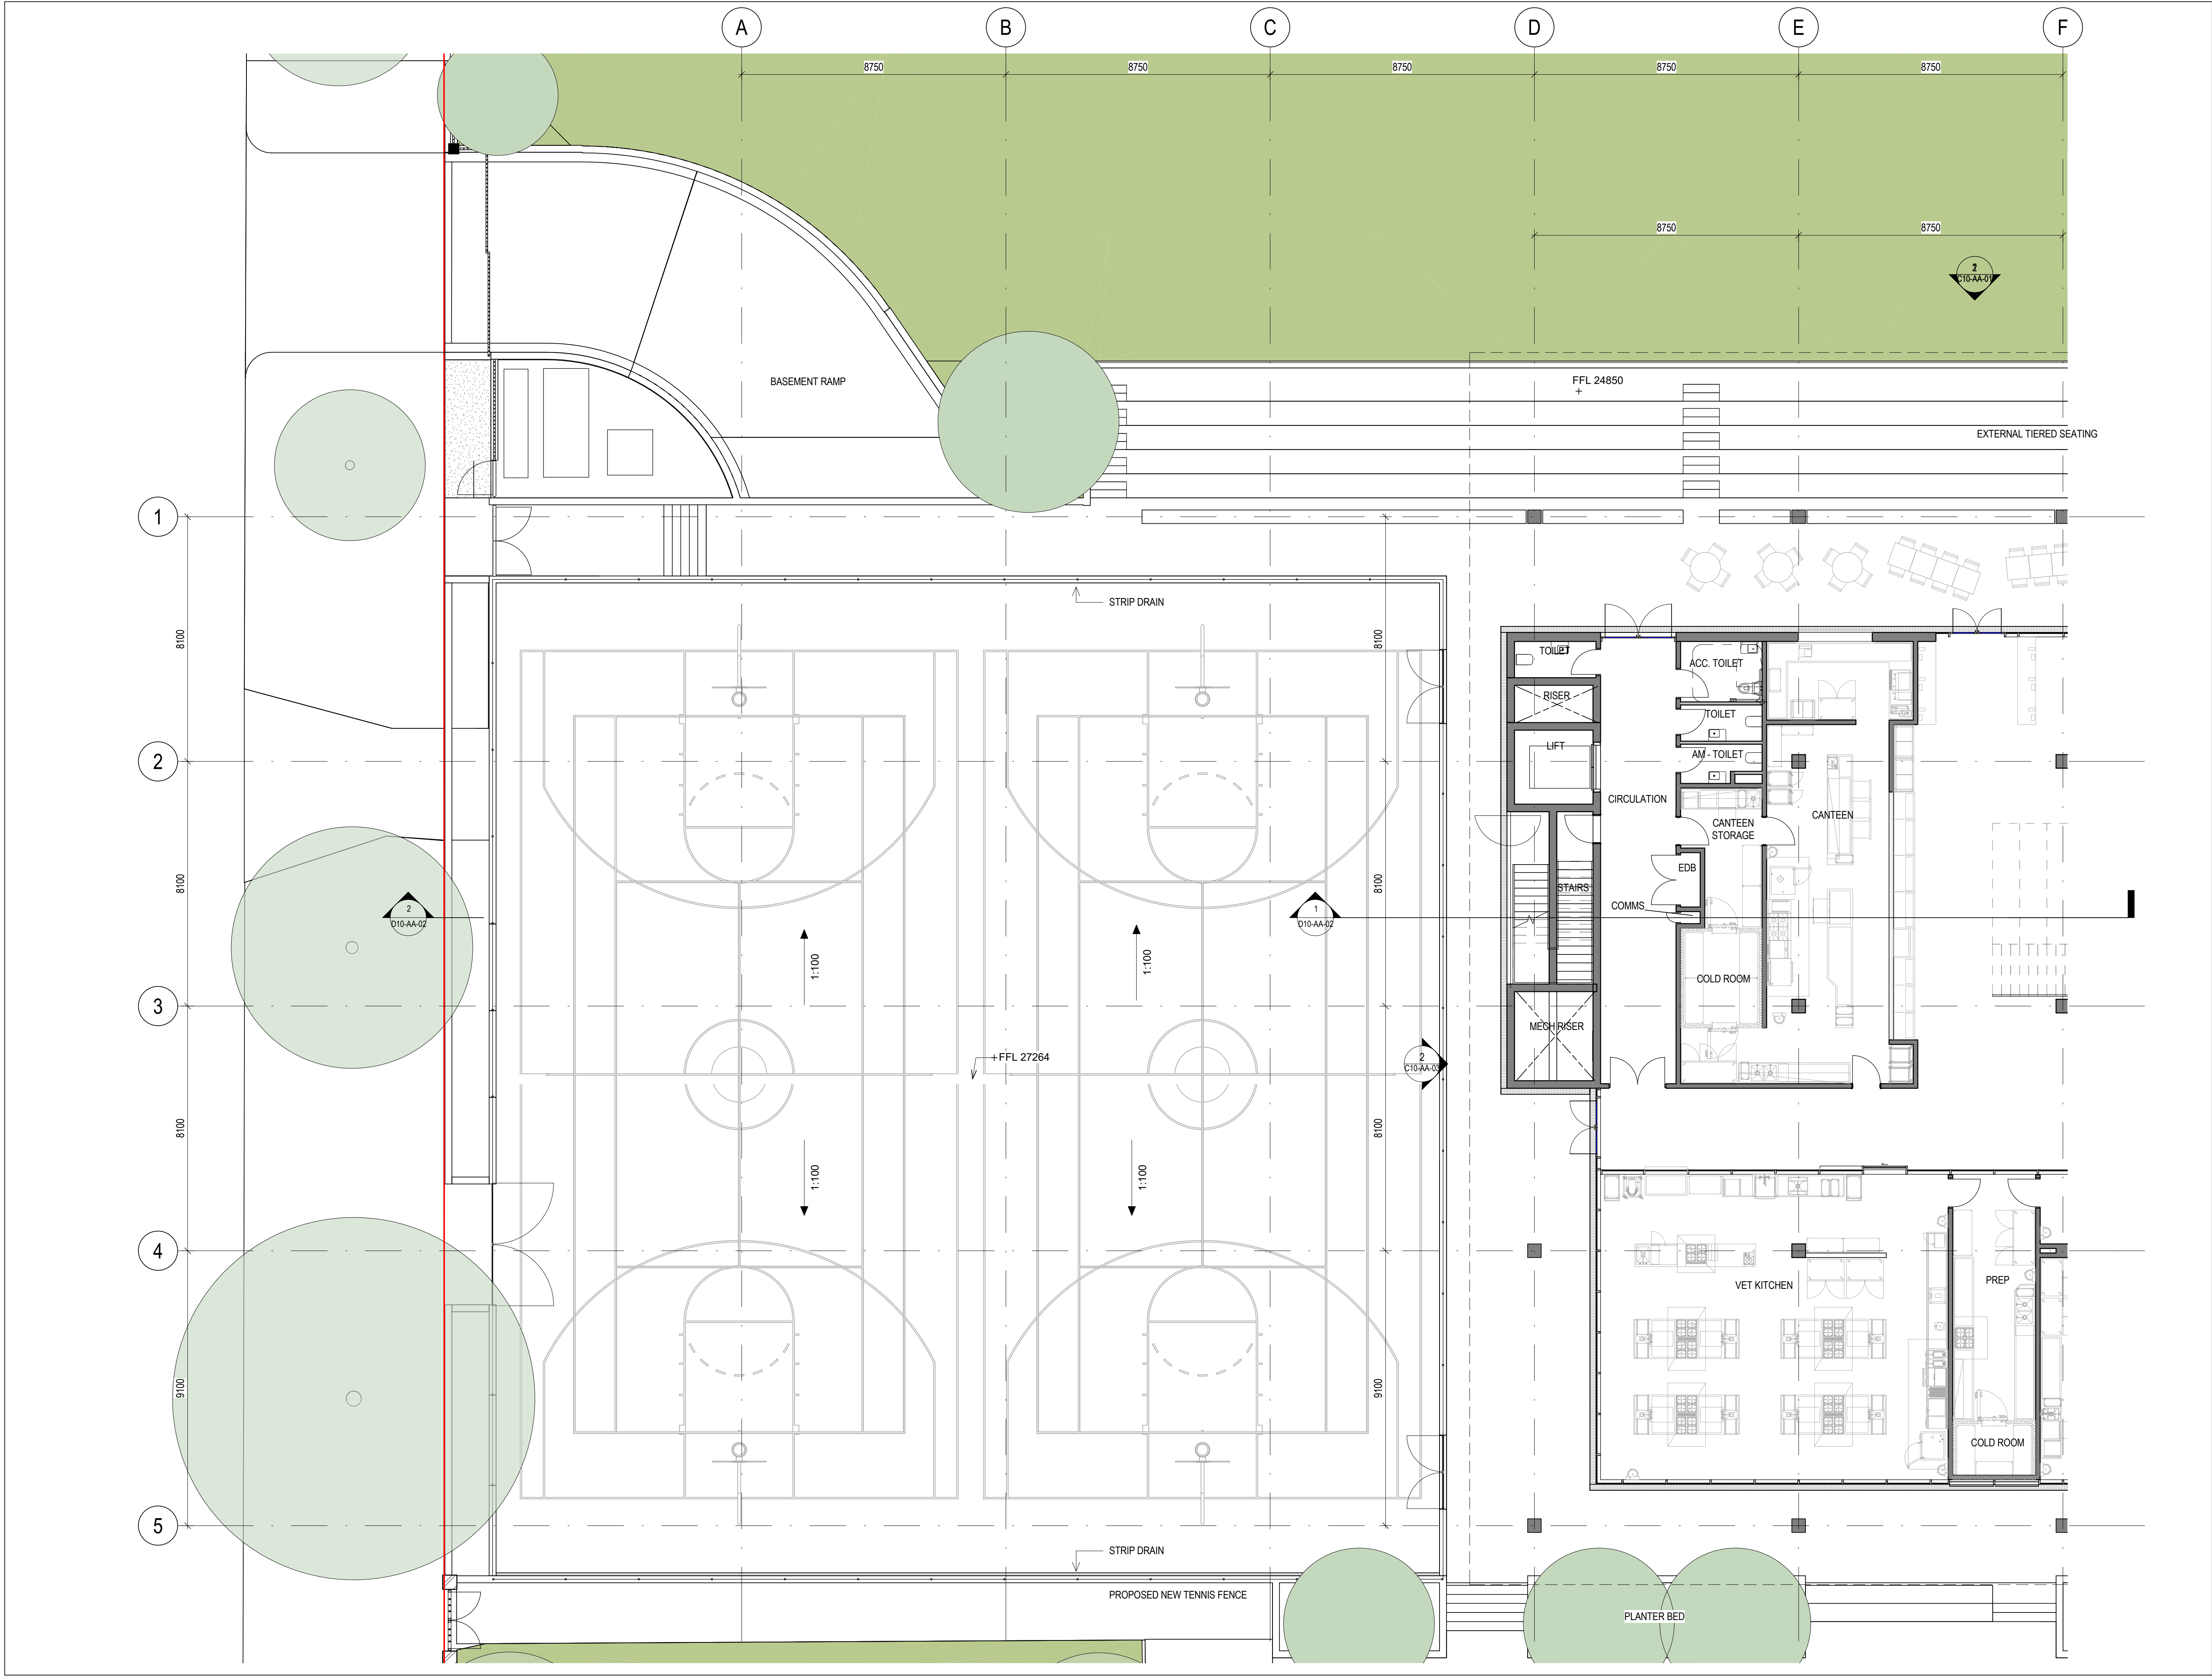 A
B
C
D
E
F
8750
8750
8750
8750
8750
8750
8750
2
C10-AA-01
BASEMENT RAMP
FFL 24850
EXTERNAL TIERED SEATING
1
STRIP DRAIN
8100
8100
TOILET
ACC. TOILET
RISER
TOILET
LIFT
AM - TOILET
2
CIRCULATION
CANTEEN
STORAGE
CANTEEN
EDB
STAIRS
8100
8100
COMMS
2
D10-AA-02
1
D10-AA-02
1:100
1:100
COLD ROOM
3
MECH RISER
+FFL 27264
2
C10-AA-03
8100
8100
1:100
1:100
4
VET KITCHEN
PREP
9100
9100
COLD ROOM
5
STRIP DRAIN
PROPOSED NEW TENNIS FENCE
PLANTER BED